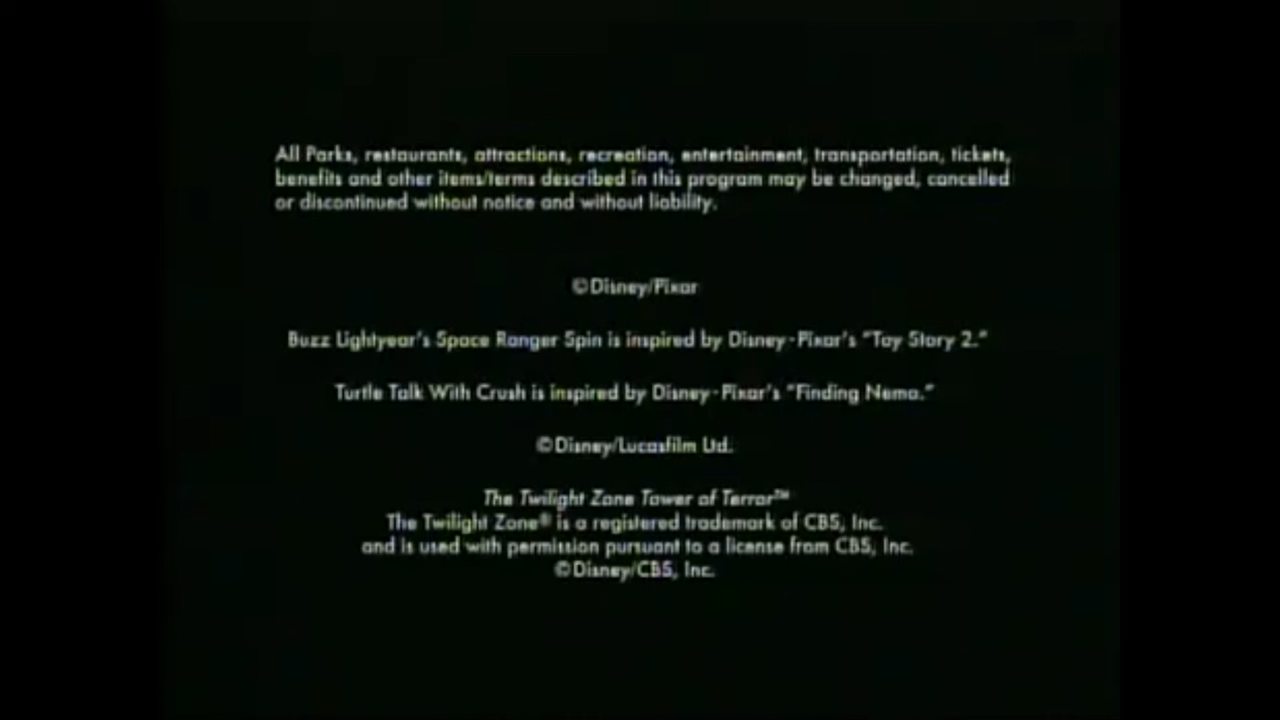 All Parks, restaurants, attractions, recreation, entertainment, transportation, tickets,
benefits and other items/terms described in this program may be changed, cancelled
or discontinued without notice and without liability.
©Disney/Pixar
Buzz Lightyear's Space Ranger Spin is inspired by Disney·Pixar's "Toy Story 2."
Turtle Talk With Crush is inspired by Disney·Pixar's "Finding Nemo."
©Disney/Lucasfilm Ltd.
The Twilight Zone Tower of Terror™
The Twilight Zone® is a registered trademark of CBS, Inc.
and is used with permission pursuant to a license from CBS, Inc.
©Disney/CBS, Inc.